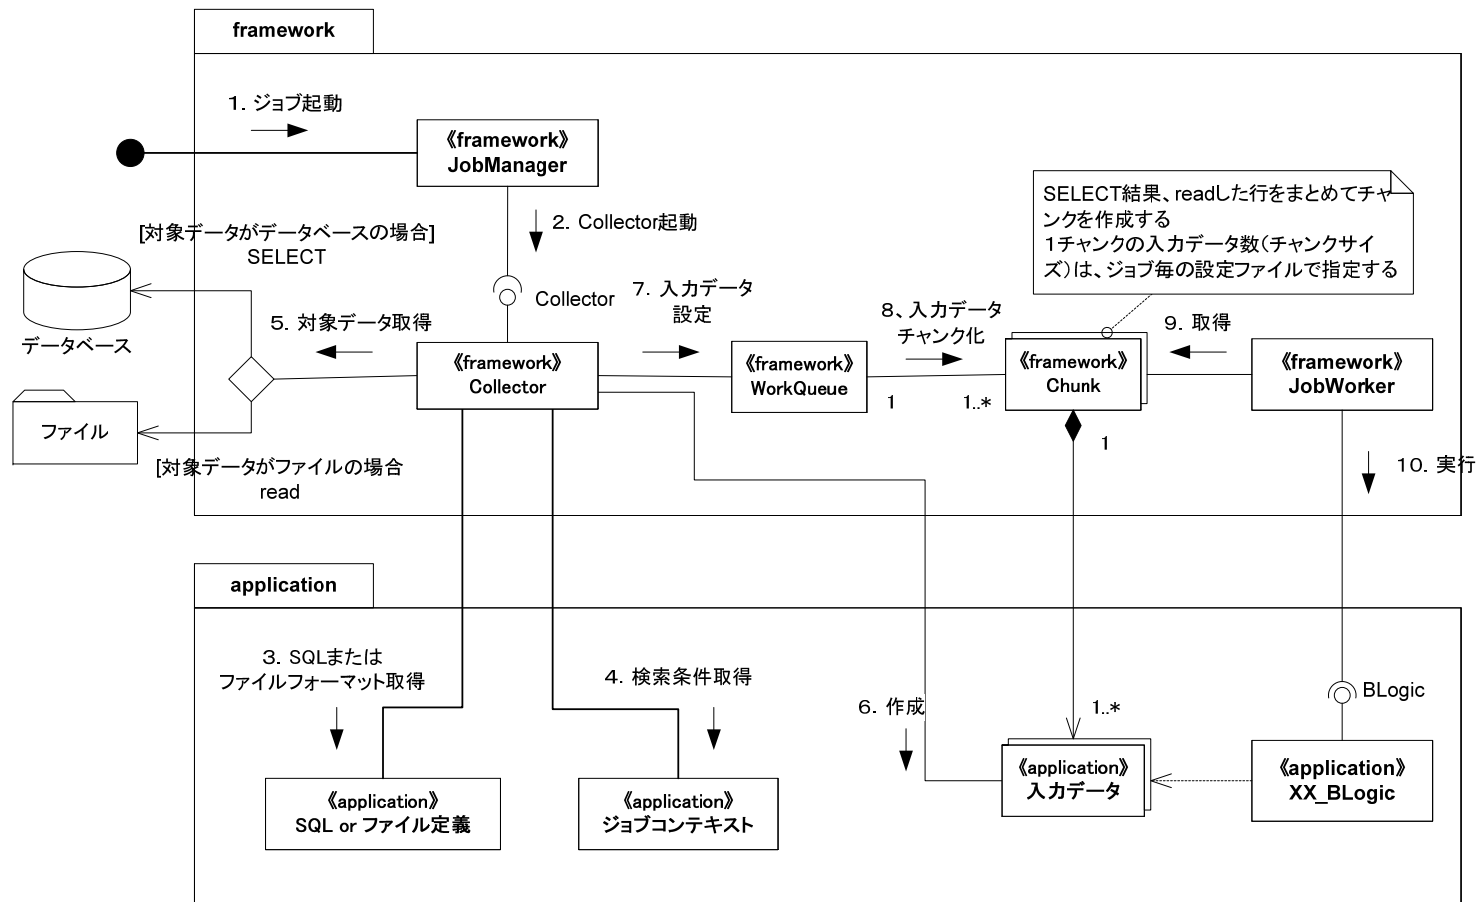 framework
1. ジョブ起動
《framework》
JobManager
SELECT結果、readした行をまとめてチャ
ンクを作成する
1チャンクの入力データ数(チャンクサイ
ズ)は、ジョブ毎の設定ファイルで指定する
2. Collector起動
[対象データがデータベースの場合]
SELECT
データベース
Collector
7. 入力データ
設定
8、入力データ
チャンク化
9. 取得
5. 対象データ取得
《framework》
Collector
《framework》
WorkQueue
《framework》
Chunk
《framework》
JobWorker
1
1..*
1
ファイル
[対象データがファイルの場合
read
10. 実行
application
3. SQLまたは
ファイルフォーマット取得
4. 検索条件取得
6. 作成
1..*
BLogic
《application》
SQL or ファイル定義
《application》
ジョブコンテキスト
《application》
入力データ
《application》
XX_BLogic